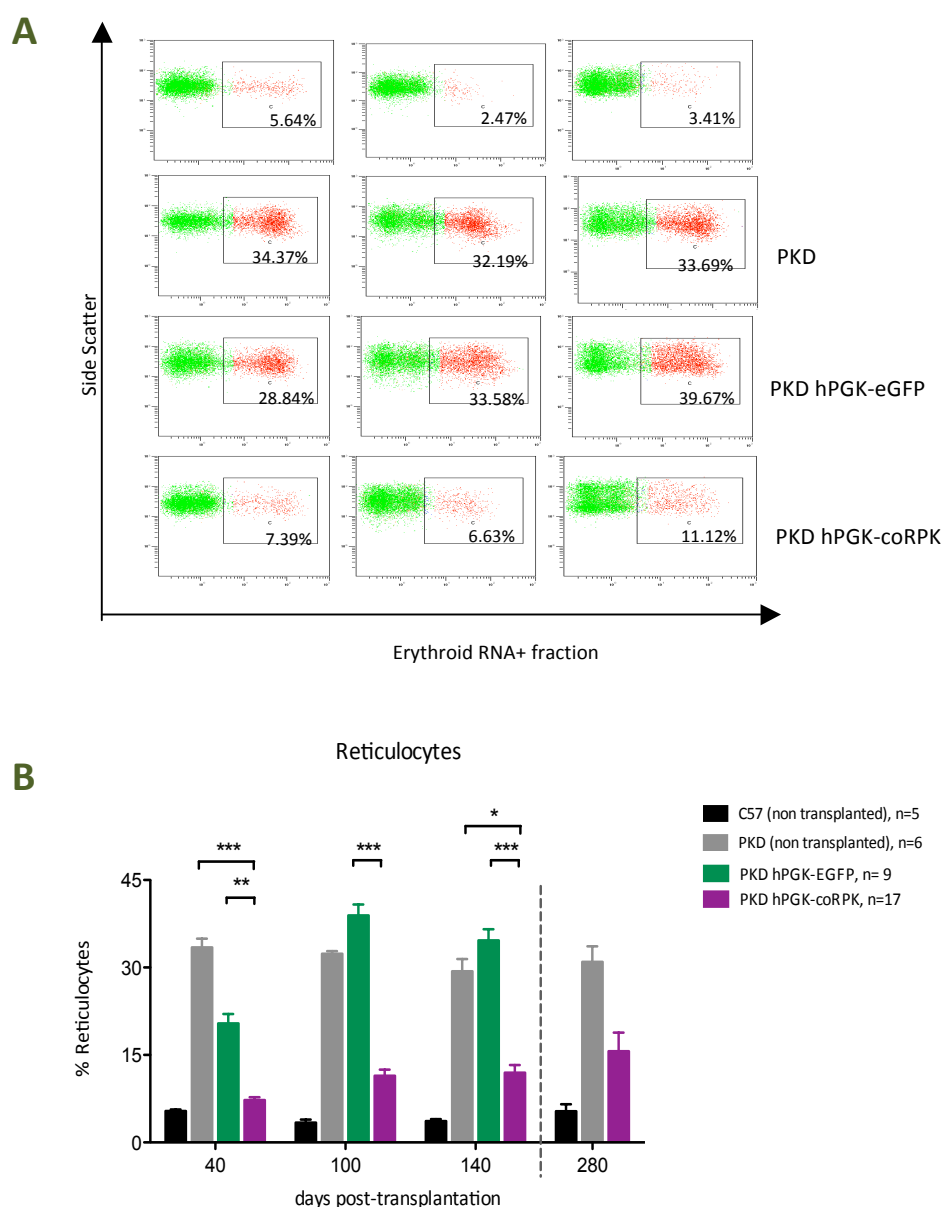 A
Side Scatter
5.64% 2.47% 3.41%
34.37% 32.19% 33.69% PKD
28.84% 33.58% 39.67% PKD hPGK-eGFP
7.39% 6.63% 11.12% PKD hPGK-coRPK
Erythroid RNA+ fraction
B
Reticulocytes
C57 (non transplanted), n=5
PKD (non transplanted), n=6
PKD hPGK-EGFP, n= 9
PKD hPGK-coRPK, n=17
*** ** *** * ***
% Reticulocytes
45
30
15
0
40 100 140 280
days post-transplantation